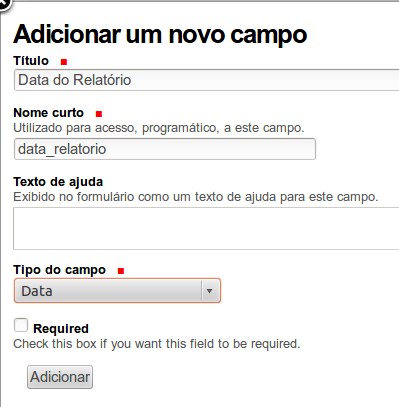 Adicionar um novo campo
Título
Data do Relatório
Nome curto
Utilizado para acesso, programático, a este campo.
data_relatorio
Texto de ajuda
Exibido no formulário como um texto de ajuda para este campo.
Tipo do campo
Data
Required
Check this box if you want this field to be required.
Adicionar